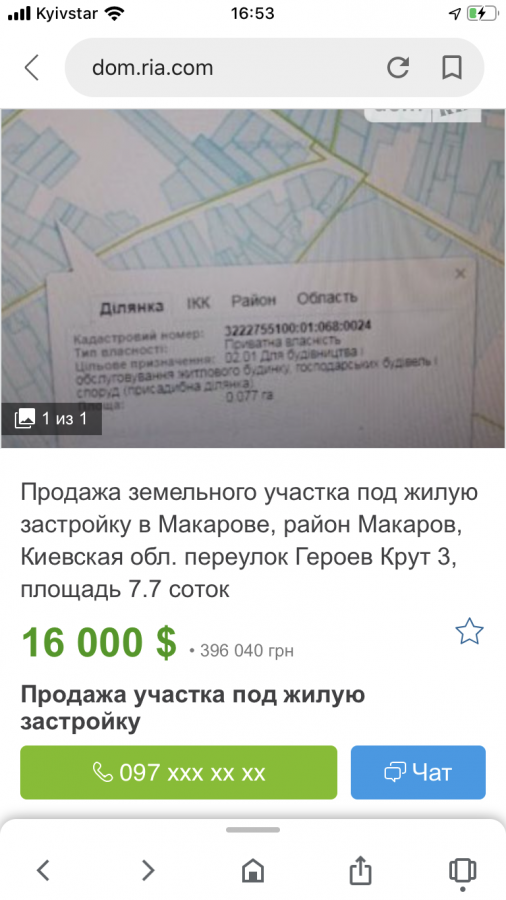 Kyivstar 16:53
dom.ria.com
Ділянка ІКК Район Область
Кадастровий номер: 3222755100:01:068:0024
Тип власності: Приватна власність
Цільове призначення: 02.01 Для будівництва і
обслуговування житлового будинку, господарських будівель і
споруд (присадибна ділянка)
Площа: 0.077 га
1 из 1
Продажа земельного участка под жилую
застройку в Макарове, район Макаров,
Киевская обл. переулок Героев Крут 3,
площадь 7.7 соток
16 000 $ • 396 040 грн
Продажа участка под жилую
застройку
097 xxx xx xx
Чат